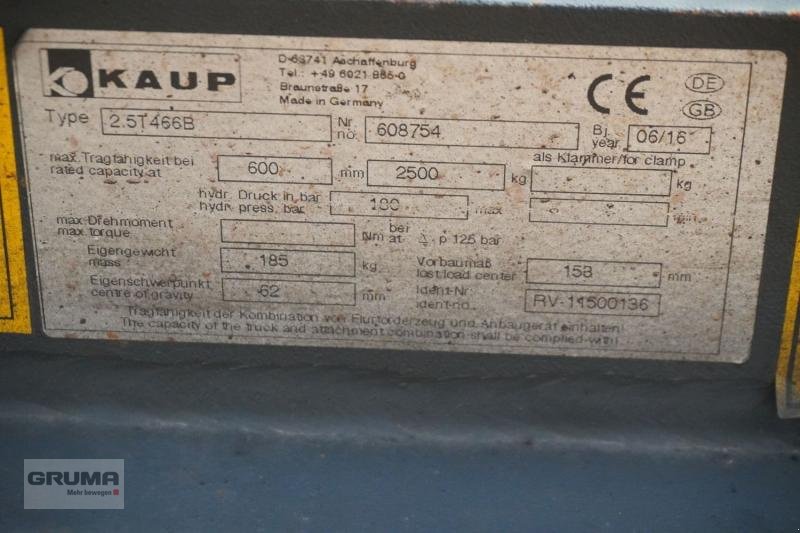 KAUP
D-63741 Aschaffenburg
Tel.: +49 6021 865-0
Braunstraße 17
Made in Germany
CE DE
GB
Type 2.5T466B Nr. no. 608754 Bj. year 06/16
max. Tragfähigkeit bei
rated capacity at 600 mm 2500 kg
als Klammer/for clamp
kg
hydr. Druck in bar
hydr. press. bar 180 max min
max. Drehmoment
max. torque Nm bei at Δ p 125 bar
Eigengewicht
mass 185 kg
Vorbaumaß
lost load center 158 mm
Eigenschwerpunkt
centre of gravity 62 mm
Ident-Nr.
ident-no. RV-11500136
Tragfähigkeit der Kombination von Flurförderzeug und Anbaugerät einhalten!
The capacity of the truck and attachment combination shall be complied with!
GRUMA
Mehr bewegen